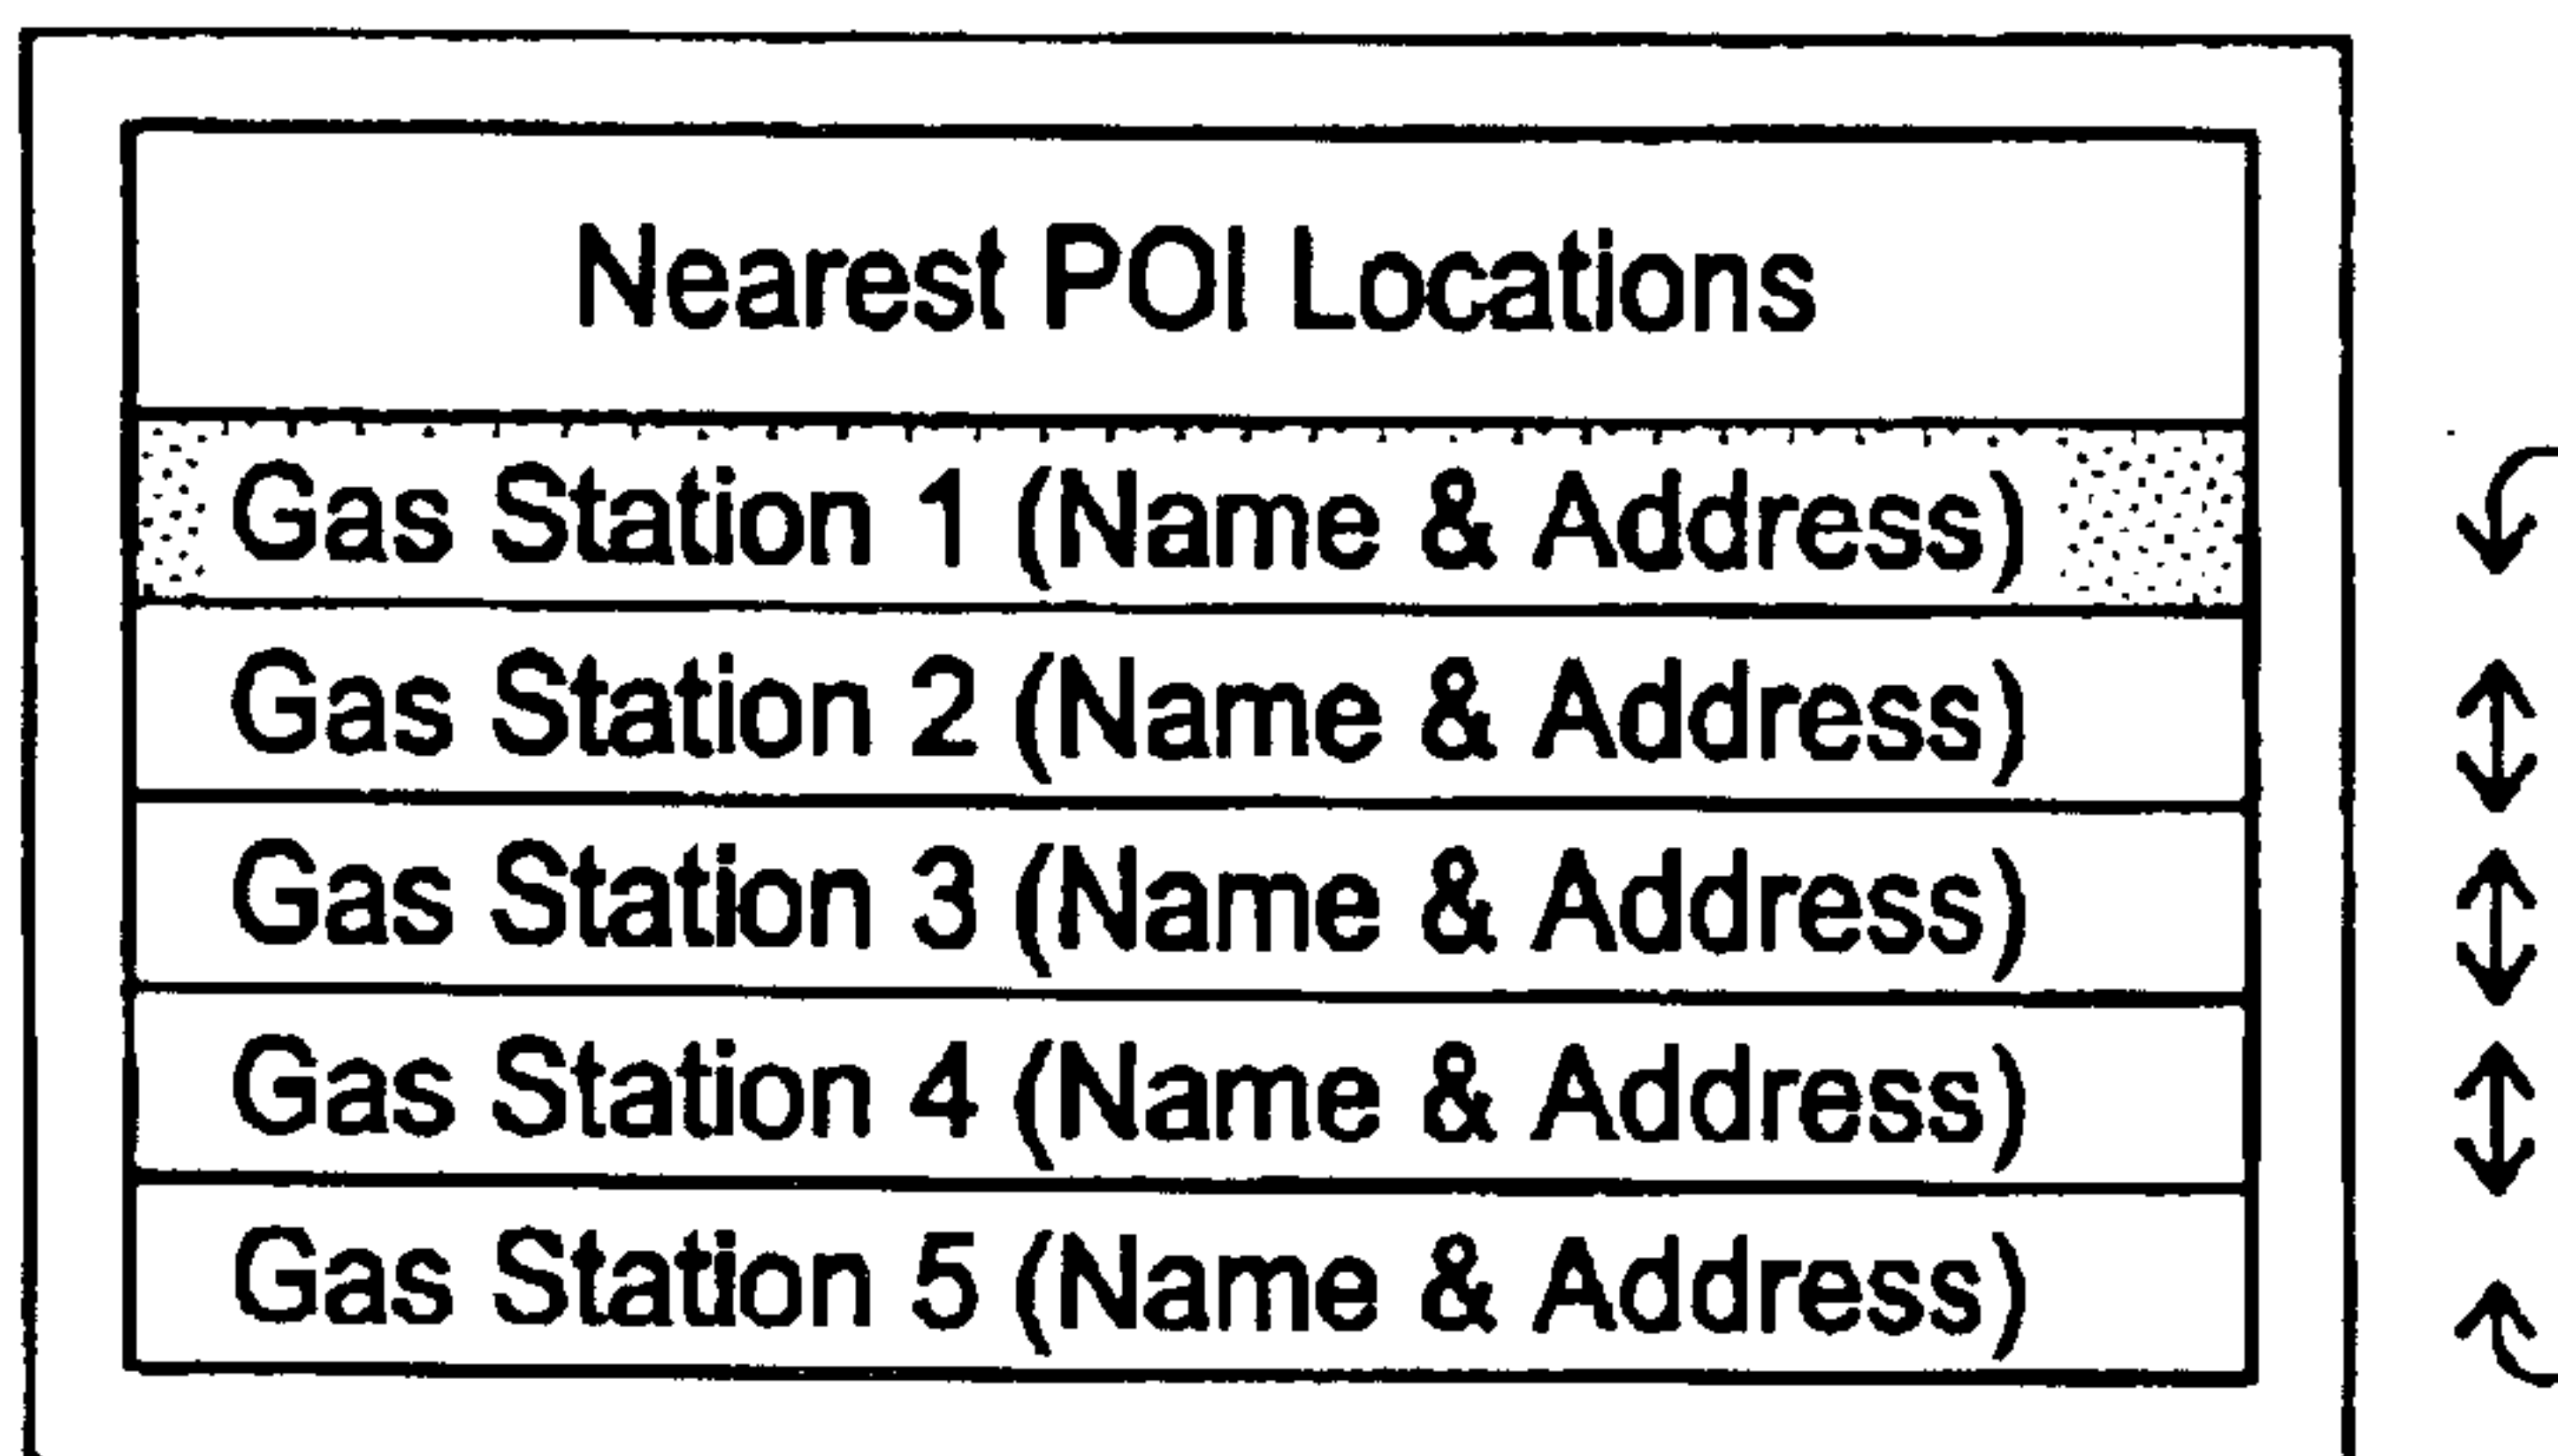 Nearest POI Locations
Gas Station 1 (Name & Address)
Gas Station 2 (Name & Address)
Gas Station 3 (Name & Address)
Gas Station 4 (Name & Address)
Gas Station 5 (Name & Address)